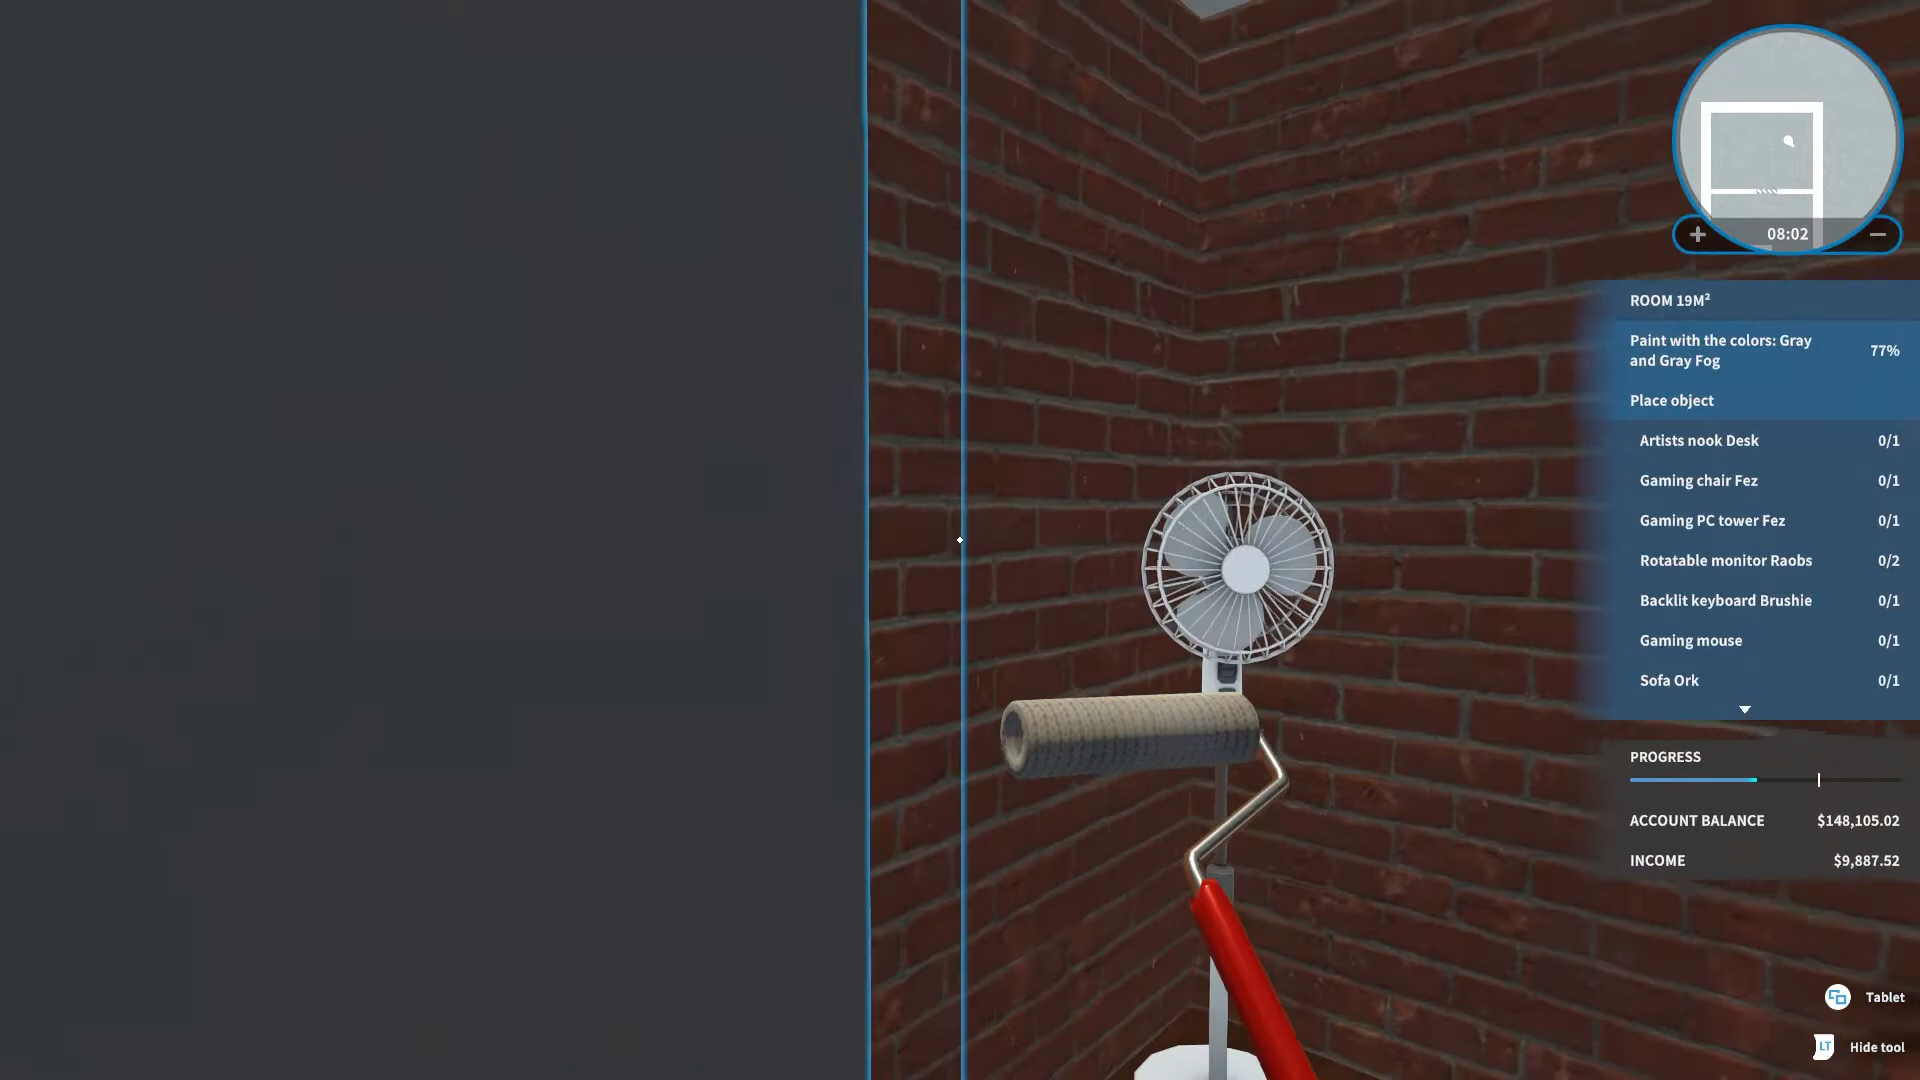 08:02
ROOM 19M²
Paint with the colors: Gray
and Gray Fog
77%
Place object
Artists nook Desk 0/1
Gaming chair Fez 0/1
Gaming PC tower Fez 0/1
Rotatable monitor Raobs 0/2
Backlit keyboard Brushie 0/1
Gaming mouse 0/1
Sofa Ork 0/1
PROGRESS
ACCOUNT BALANCE $148,105.02
INCOME $9,887.52
Tablet
LT Hide tool